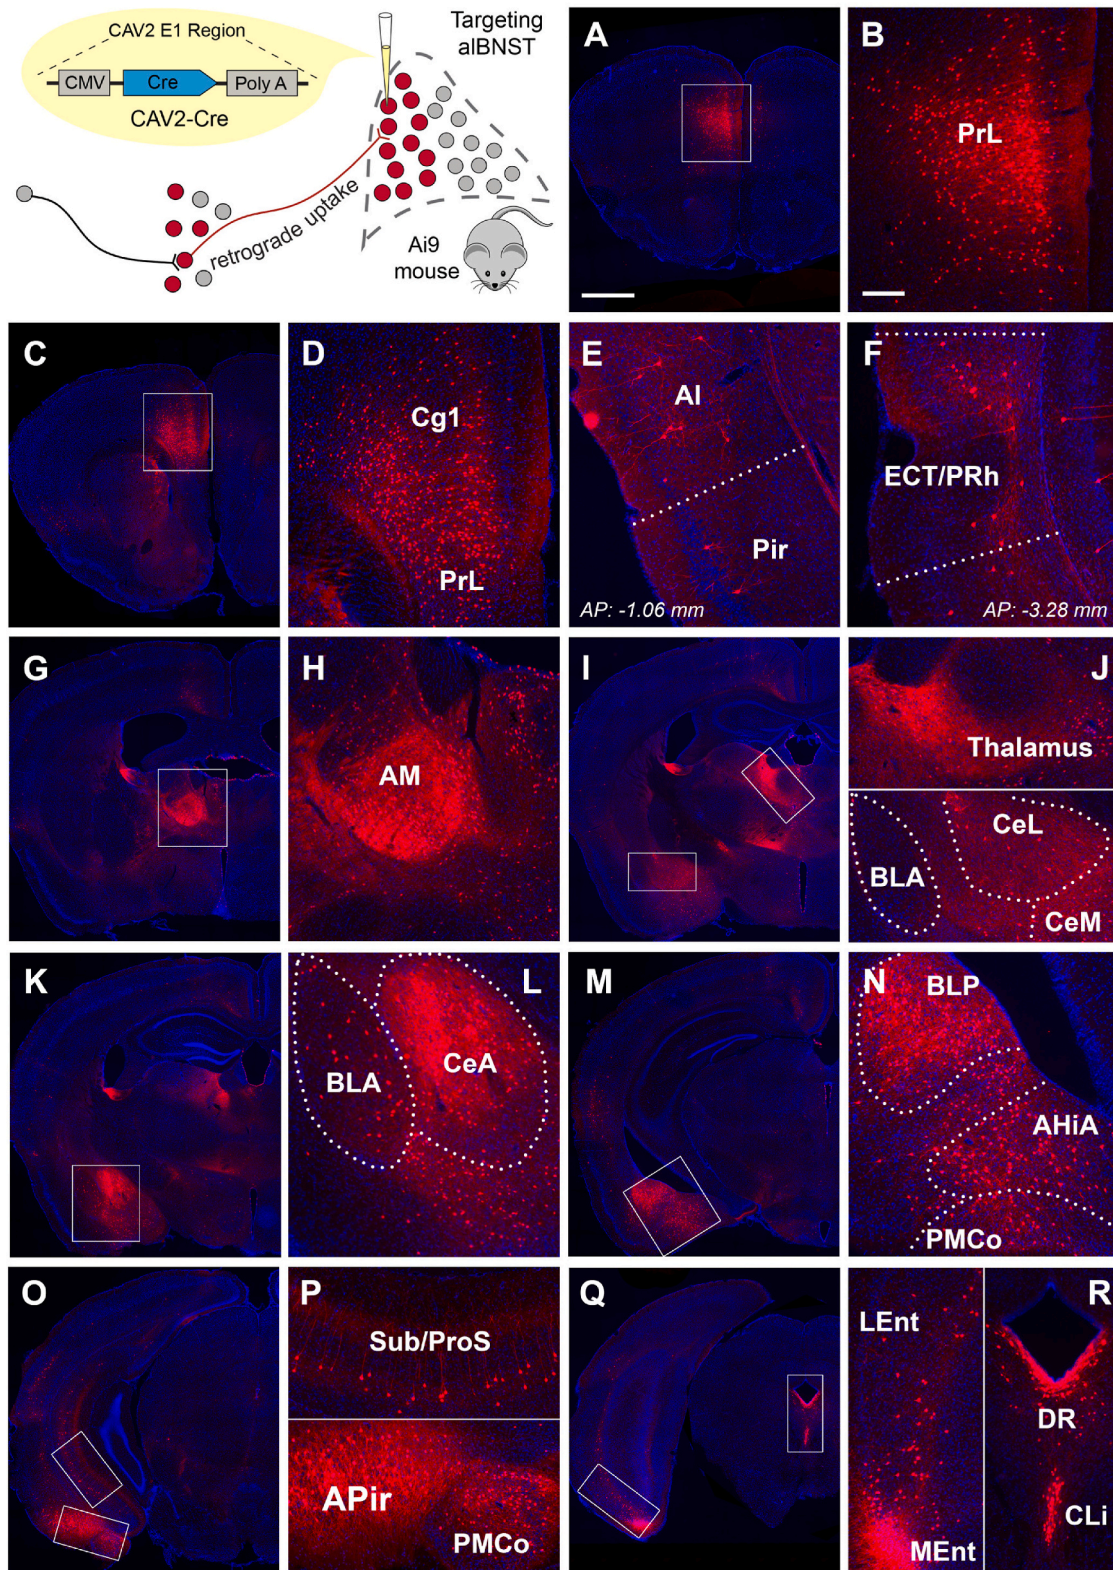 CAV2 E1 Region
CMV
Cre
Poly A
CAV2-Cre
Targeting
alBNST
retrograde uptake
Ai9
mouse
A
B
PrL
C
D
Cg1
PrL
E
AI
Pir
AP: -1.06 mm
F
ECT/PRh
AP: -3.28 mm
G
H
AM
I
J
Thalamus
CeL
BLA
CeM
K
L
BLA
CeA
M
N
BLP
AHiA
PMCo
O
P
Sub/ProS
APir
PMCo
Q
R
LEnt
MEnt
DR
CLi